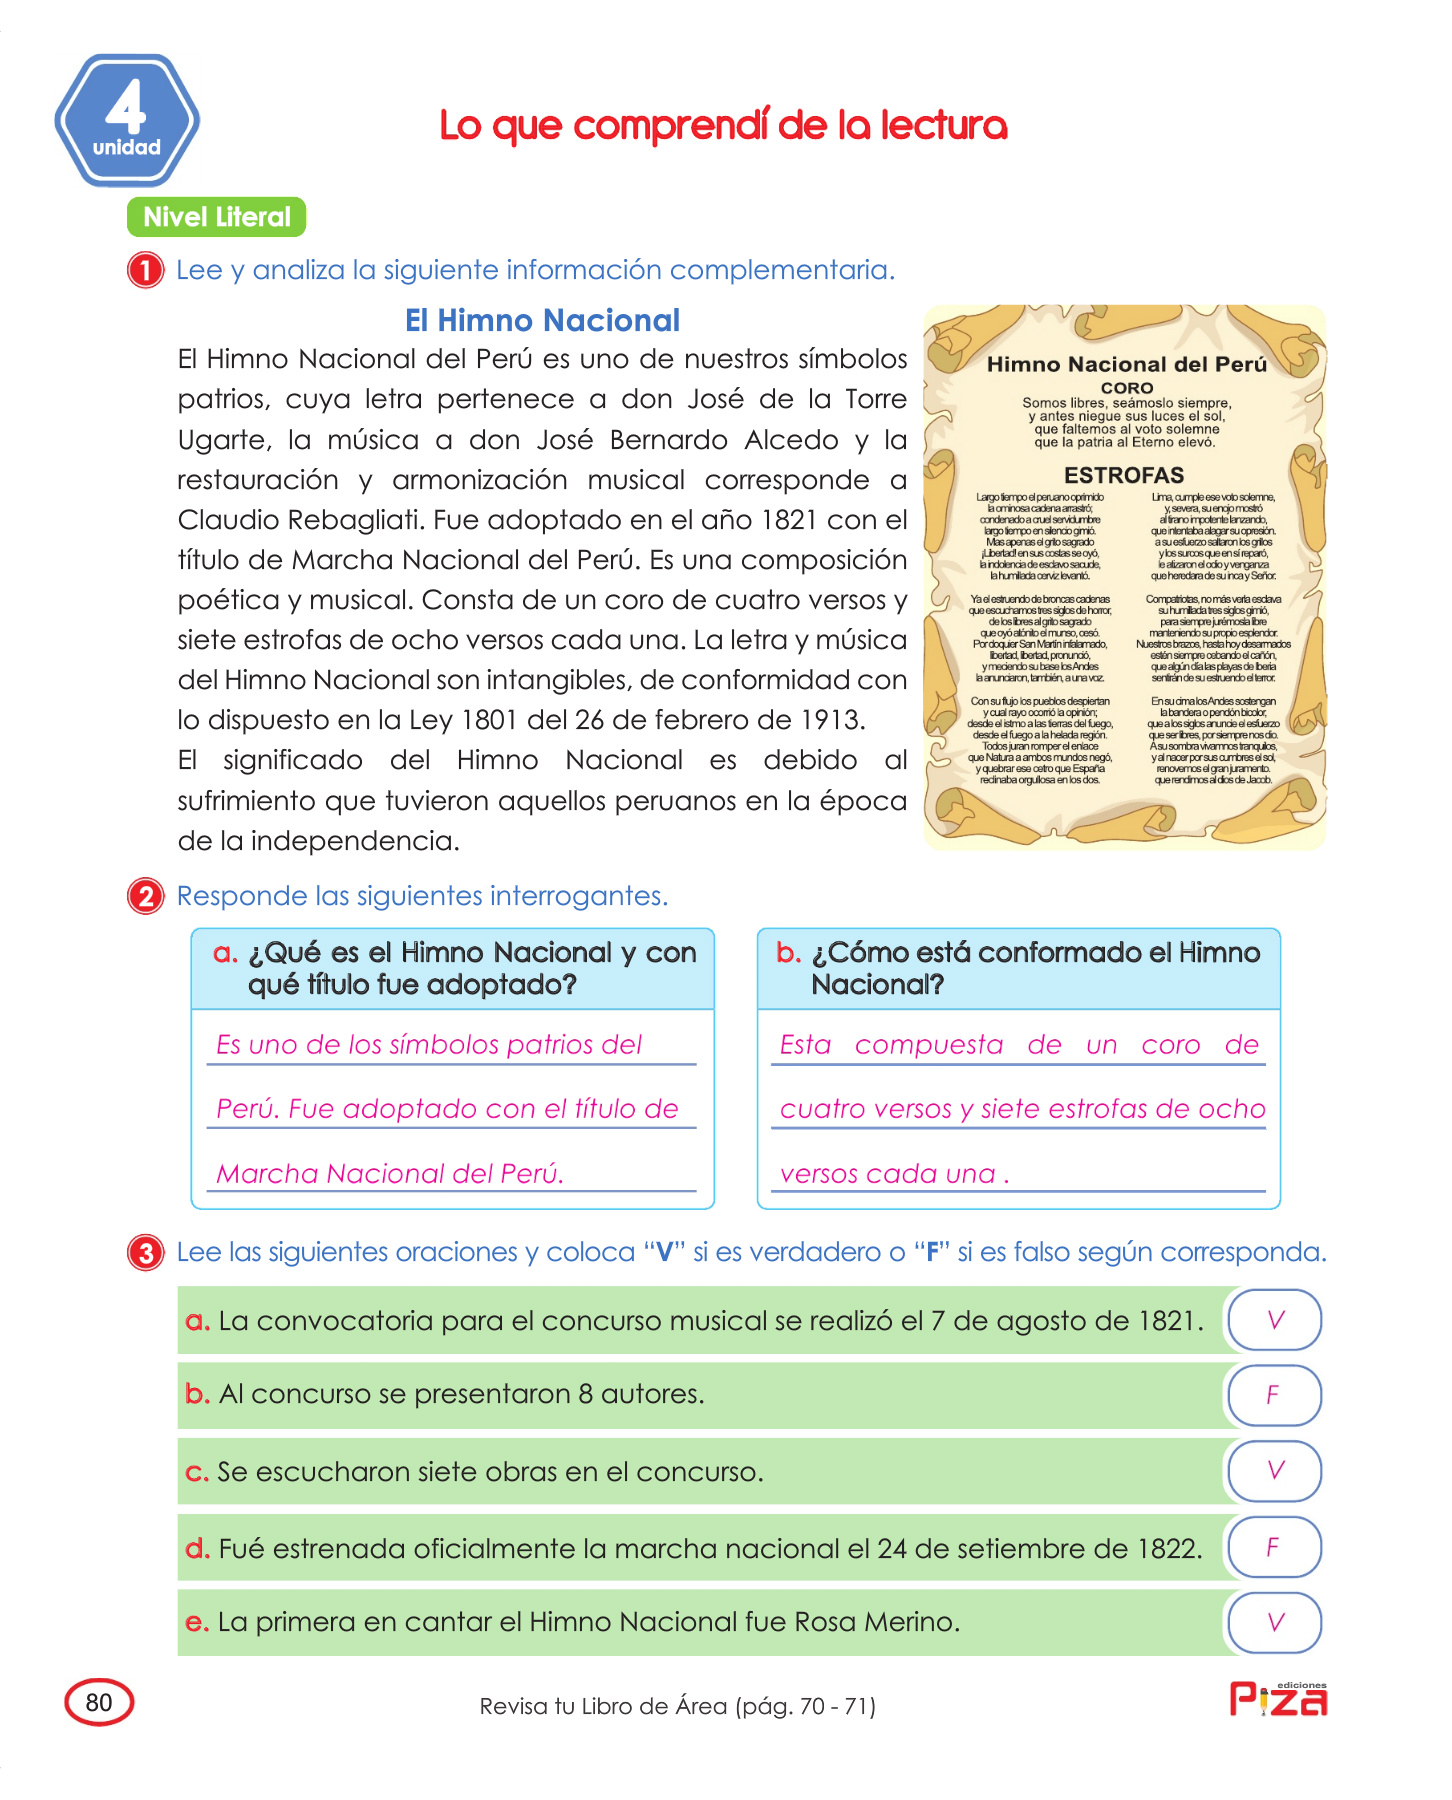 4
unidad
Lo que comprendí de la lectura
Nivel Literal
1 Lee y analiza la siguiente información complementaria.
El Himno Nacional
El Himno Nacional del Perú es uno de nuestros símbolos
patrios, cuya letra pertenece a don José de la Torre
Ugarte, la música a don José Bernardo Alcedo y la
restauración y armonización musical corresponde a
Claudio Rebagliati. Fue adoptado en el año 1821 con el
título de Marcha Nacional del Perú. Es una composición
poética y musical. Consta de un coro de cuatro versos y
siete estrofas de ocho versos cada una. La letra y música
del Himno Nacional son intangibles, de conformidad con
lo dispuesto en la Ley 1801 del 26 de febrero de 1913.
El significado del Himno Nacional es debido al
sufrimiento que tuvieron aquellos peruanos en la época
de la independencia.
Himno Nacional del Perú
CORO
Somos libres, seámoslo siempre,
y antes niegue sus luces el sol,
que faltemos al voto solemne
que la patria al Eterno elevó.
ESTROFAS
Largo tiempo el peruano oprimido
la ominosa cadena arrastró;
condenado a cruel servidumbre
largo tiempo en silencio gimió.
Mas apenas el grito sagrado
¡Libertad! en sus costas se oyó,
la indolencia de esclavo sacude,
la humillada cerviz levantó.
Ya el estruendo de broncas cadenas
que escuchamos tres siglos de horror,
de los libres al grito sagrado
que oyó atónito el munso, cesó.
Por doquier San Martín infalamado,
libertad, libertad, pronunció,
y meciendo su base los Andes
la anunciaron, también, a una voz.
Con su flujo los pueblos despiertan
y cual rayo ocorrió la opinión;
desde el istmo a las tierras del fuego,
desde el fuego a la helada región.
Todos juran romper el enlace
que Natura a ambos mundos negó,
y quebrar ese cetro que España
reclinaba orgullosa en los dos.
Lima, cumple ese voto solemne,
y, severa, su enojo mostró
al tirano impotente lanzando,
que intentaba alagar su opresión.
a su esfuerzo saltaron los grillos
y los surcos que en sí reparó,
le atizaron el odio y venganza
que heredara de su inca y Señor.
Compatriotas, no más verla esclava
su humillada tres siglos gimió,
para siempre jurémosla libre
manteniendo su propio esplendor.
Nuestros brazos, hasta hoy desarmados
estén siempre cebando el cañón,
que algún día las playas de Iberia
sentirán de su estruendo el terror.
En su cima los Andes sostengan
la bandera o pendón bicolor,
que a los siglos anuncie el esfuerzo
que ser libres, por siempre nos dio.
A su sombra vivamnos tranquilos,
y al nacer por sus cumbres el sol,
renovemos el gran juramento.
que rendimos al dios de Jacob.
2 Responde las siguientes interrogantes.
a. ¿Qué es el Himno Nacional y con
qué título fue adoptado?
Es uno de los símbolos patrios del
Perú. Fue adoptado con el título de
Marcha Nacional del Perú.
b. ¿Cómo está conformado el Himno
Nacional?
Esta compuesta de un coro de
cuatro versos y siete estrofas de ocho
versos cada una .
3 Lee las siguientes oraciones y coloca “V” si es verdadero o “F” si es falso según corresponda.
a. La convocatoria para el concurso musical se realizó el 7 de agosto de 1821. V
b. Al concurso se presentaron 8 autores. F
c. Se escucharon siete obras en el concurso. V
d. Fué estrenada oficialmente la marcha nacional el 24 de setiembre de 1822. F
e. La primera en cantar el Himno Nacional fue Rosa Merino. V
80
Revisa tu Libro de Área (pág. 70 - 71)
ediciones
Piza